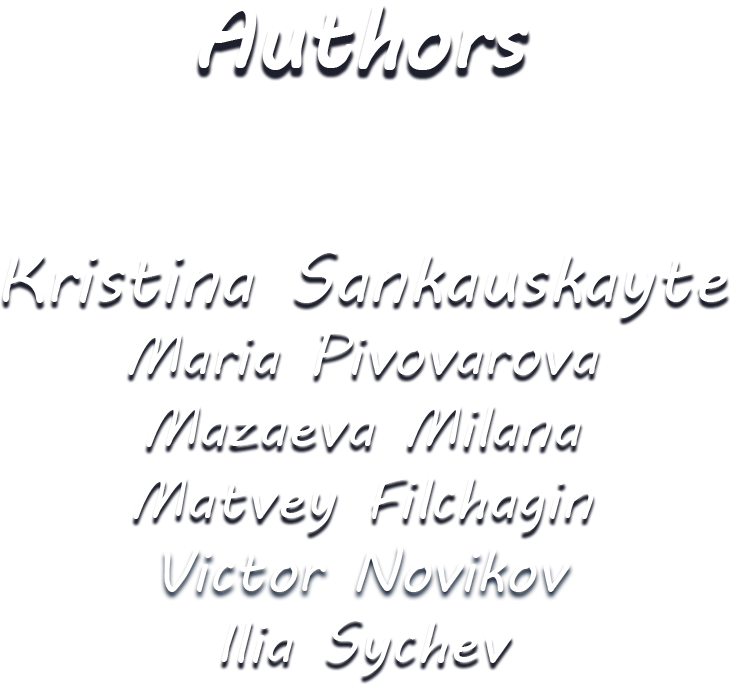 Authors
Kristina Sankauskayte
Maria Pivovarova
Mazaeva Milana
Matvey Filchagin
Victor Novikov
Ilia Sychev